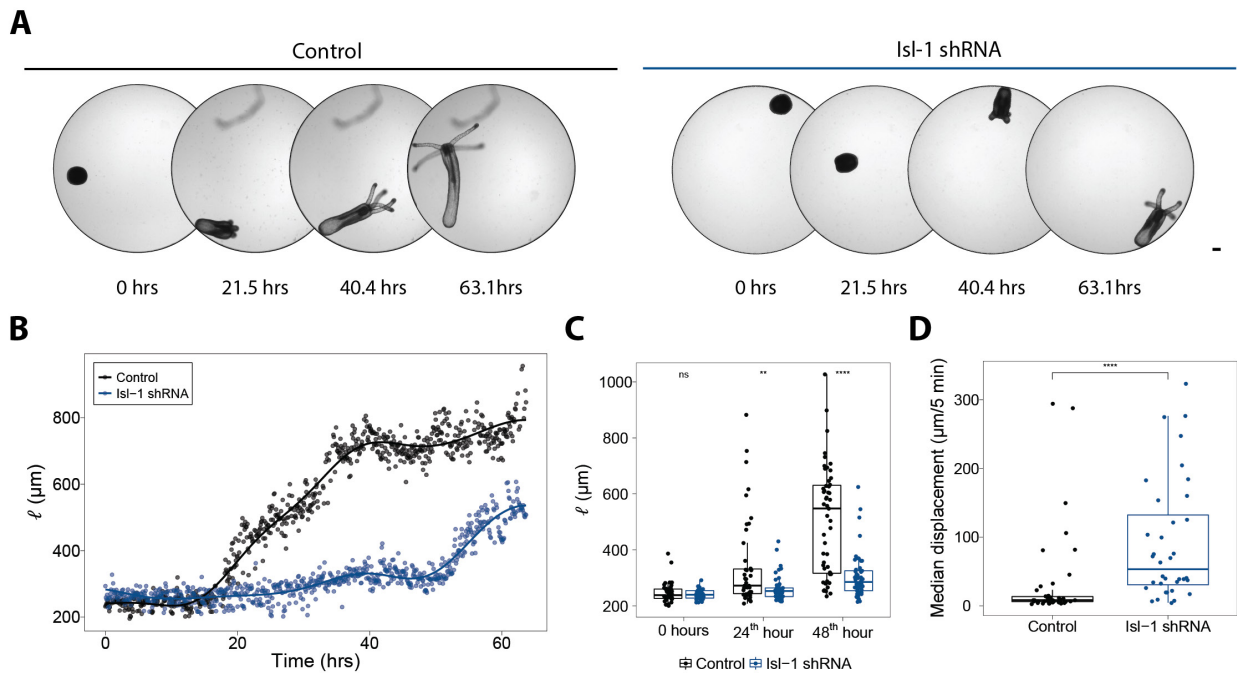 A
Control
Isl-1 shRNA
0 hrs
21.5 hrs
40.4 hrs
63.1hrs
0 hrs
21.5 hrs
40.4 hrs
63.1hrs
B
Control
Isl−1 shRNA
ℓ (μm)
800
600
400
200
0
20
40
60
Time (hrs)
C
ℓ (μm)
1000
800
600
400
200
ns
**
****
0 hours
24th hour
48th hour
Control
Isl−1 shRNA
D
Median displacement (μm/5 min)
300
200
100
0
****
Control
Isl−1 shRNA